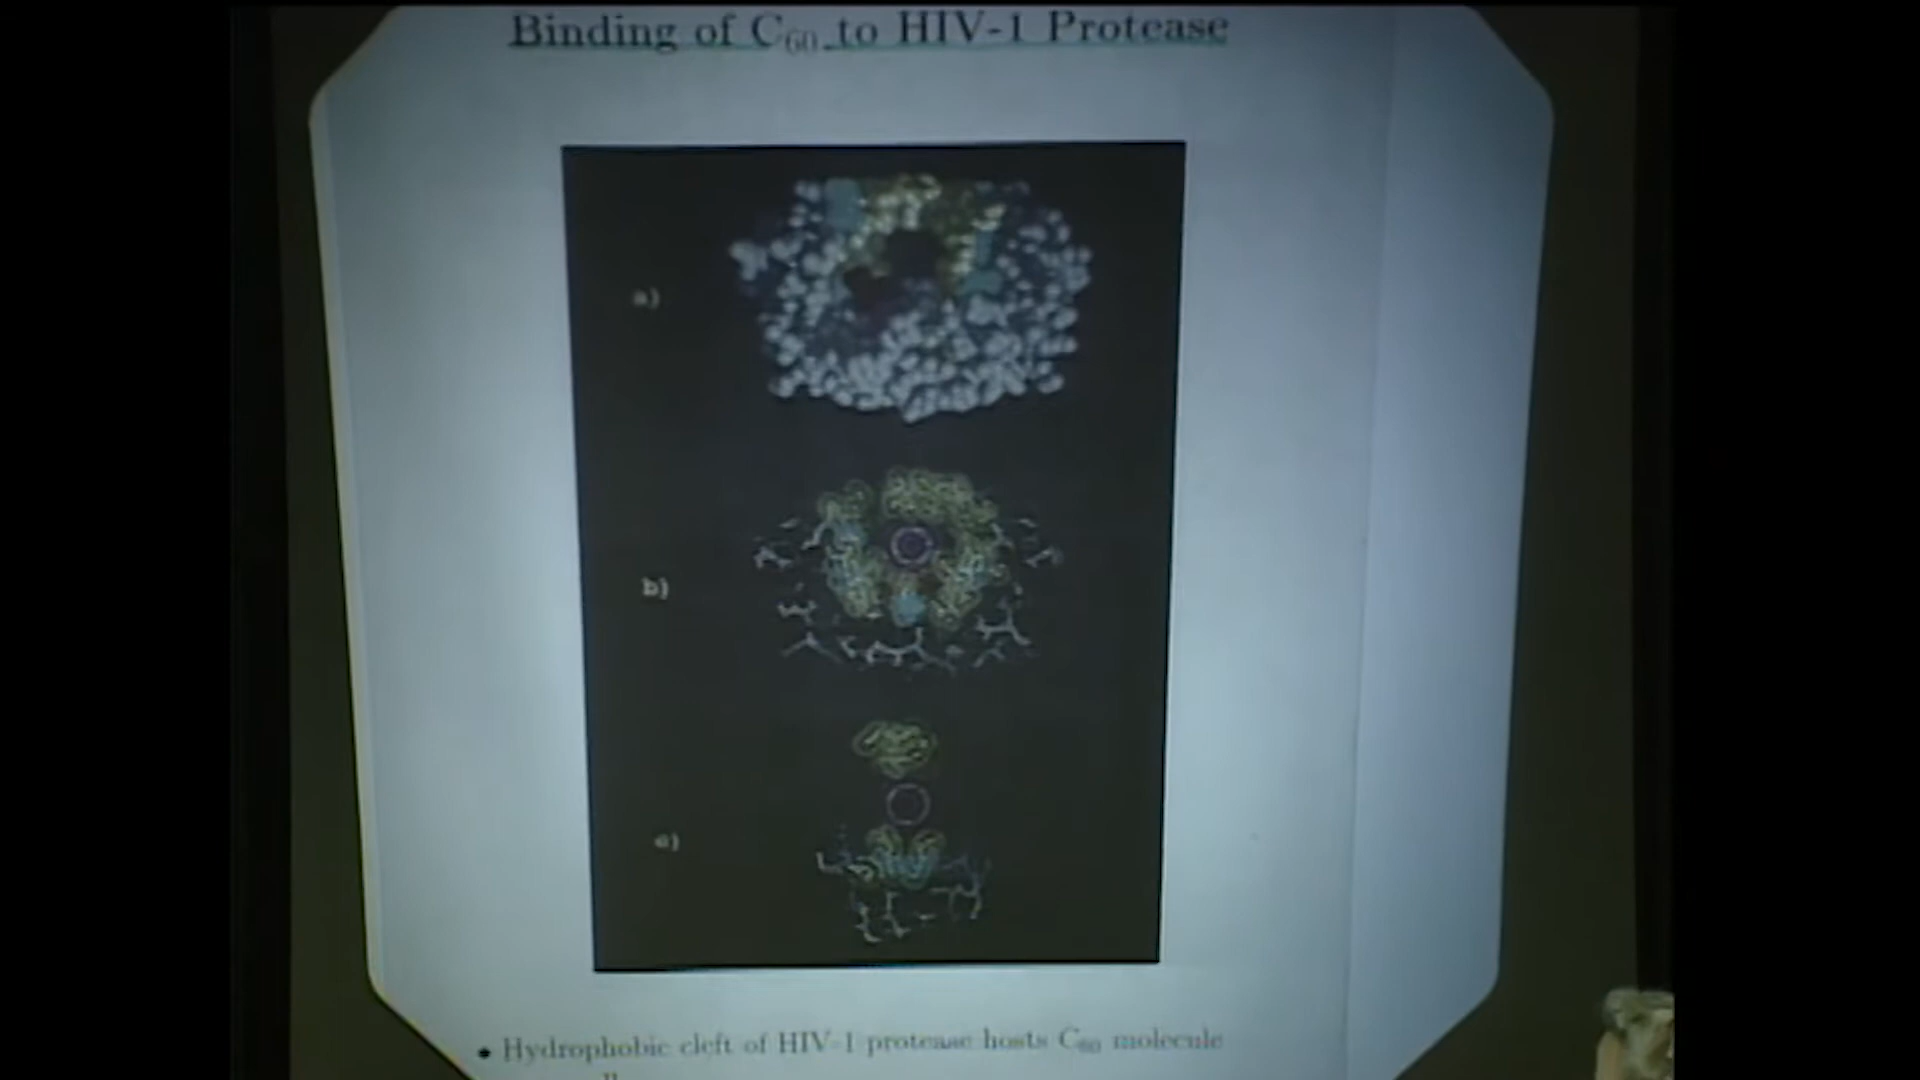 Binding of C60 to HIV-1 Protease
a)
b)
c)
• Hydrophobic cleft of HIV-1 protease hosts C60 molecule